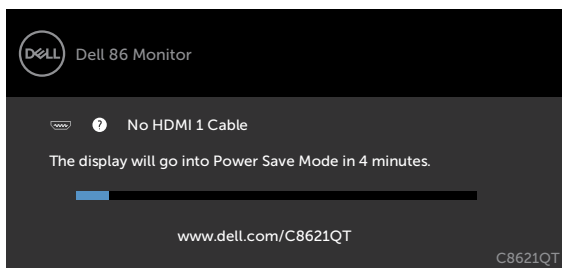 DELL
Dell 86 Monitor
? No HDMI 1 Cable
The display will go into Power Save Mode in 4 minutes.
www.dell.com/C8621QT
C8621QT